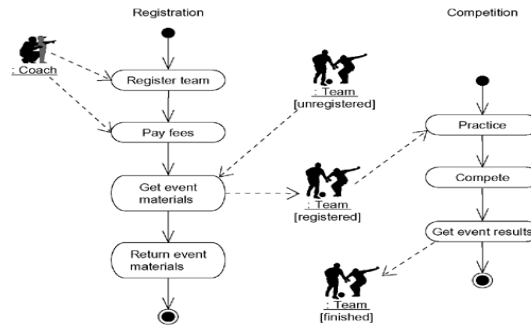 Registration
Competition
: Coach
Register team
: Team
[unregistered]
Pay fees
Practice
Get event
materials
: Team
[registered]
Compete
Get event results
Return event
materials
: Team
[finished]